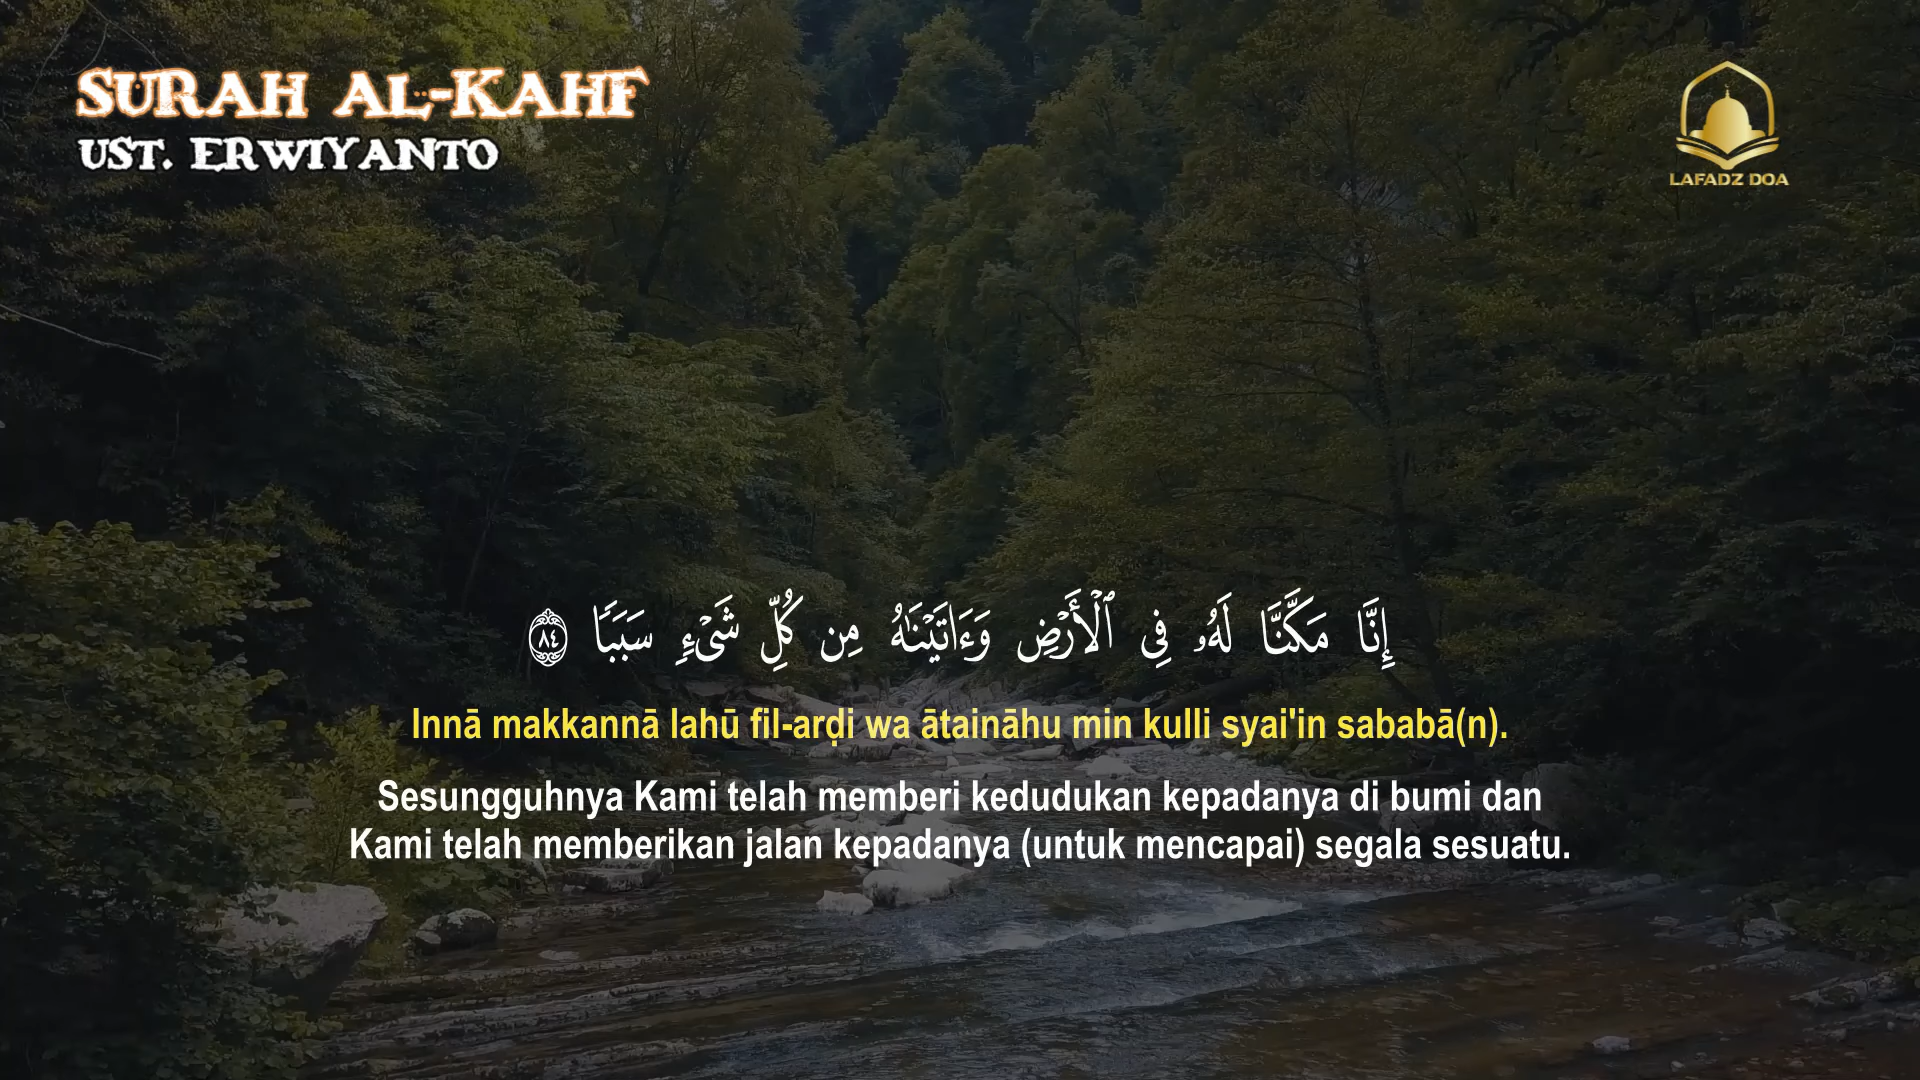 SURAH AL-KAHF
UST. ERWIYANTO
LAFADZ DOA
إِنَّا مَكَّنَّا لَهُۥ فِى ٱلْأَرْضِ وَءَاتَيْنَٰهُ مِن كُلِّ شَىْءٍۢ سَبَبًۭا ٨٤
Innā makkannā lahū fil-arḍi wa ātaināhu min kulli syai'in sababā(n).
Sesungguhnya Kami telah memberi kedudukan kepadanya di bumi dan
Kami telah memberikan jalan kepadanya (untuk mencapai) segala sesuatu.